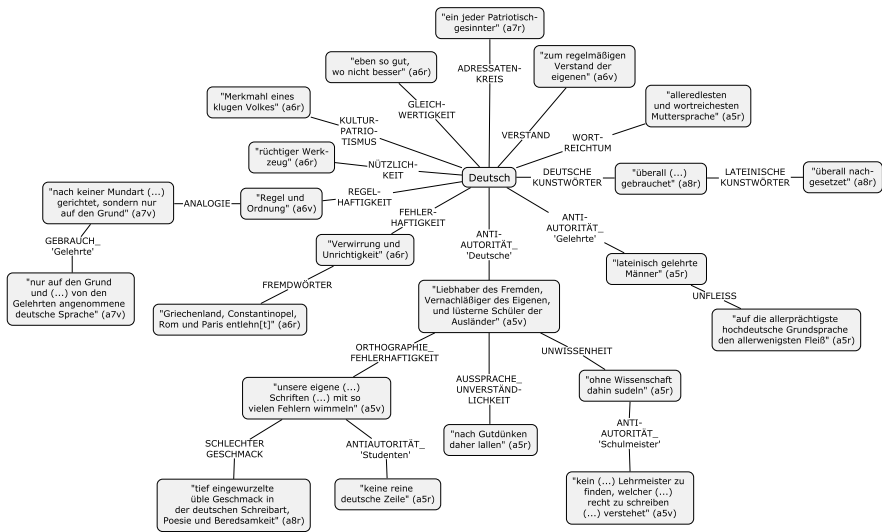 "ein jeder Patriotisch-
gesinnter" (a7r)
ADRESSATEN-
KREIS
"eben so gut,
wo nicht besser" (a6r)
GLEICH-
WERTIGKEIT
"zum regelmäßigen
Verstand der
eigenen" (a6v)
VERSTAND
"Merkmahl eines
klugen Volkes" (a6r)
KULTUR-
PATRIO-
TISMUS
"alleredlesten
und wortreichesten
Muttersprache" (a5r)
WORT-
REICHTUM
"rüchtiger Werk-
zeug" (a6r)
NÜTZLICH-
KEIT
Deutsch
DEUTSCHE
KUNSTWÖRTER
"überall (...)
gebrauchet" (a8r)
LATEINISCHE
KUNSTWÖRTER
"überall nach-
gesetzet" (a8r)
"nach keiner Mundart (...)
gerichtet, sondern nur
auf den Grund" (a7v)
ANALOGIE
"Regel und
Ordnung" (a6v)
REGEL-
HAFTIGKEIT
GEBRAUCH_
'Gelehrte'
"nur auf den Grund
und (...) von den
Gelehrten angenommene
deutsche Sprache" (a7v)
FEHLER-
HAFTIGKEIT
"Verwirrung und
Unrichtigkeit" (a6r)
FREMDWÖRTER
"Griechenland, Constantinopel,
Rom und Paris entlehn[t]" (a6r)
ANTI-
AUTORITÄT_
'Deutsche'
"Liebhaber des Fremden,
Vernachläßiger des Eigenen,
und lüsterne Schüler der
Ausländer" (a5v)
ANTI-
AUTORITÄT_
'Gelehrte'
"lateinisch gelehrte
Männer" (a5r)
UNFLEISS
"auf die allerprächtigste
hochdeutsche Grundsprache
den allerwenigsten Fleiß" (a5r)
ORTHOGRAPHIE_
FEHLERHAFTIGKEIT
"unsere eigene (...)
Schriften (...) mit so
vielen Fehlern wimmeln" (a5v)
AUSSPRACHE_
UNVERSTÄND-
LICHKEIT
"nach Gutdünken
daher lallen" (a5r)
UNWISSENHEIT
"ohne Wissenschaft
dahin sudeln" (a5r)
SCHLECHTER
GESCHMACK
"tief eingewurzelte
üble Geschmack in
der deutschen Schreibart,
Poesie und Beredsamkeit" (a8r)
ANTIAUTORITÄT_
'Studenten'
"keine reine
deutsche Zeile" (a5r)
ANTI-
AUTORITÄT_
'Schulmeister'
"kein (...) Lehrmeister zu
finden, welcher (...)
recht zu schreiben
(...) verstehet" (a5v)